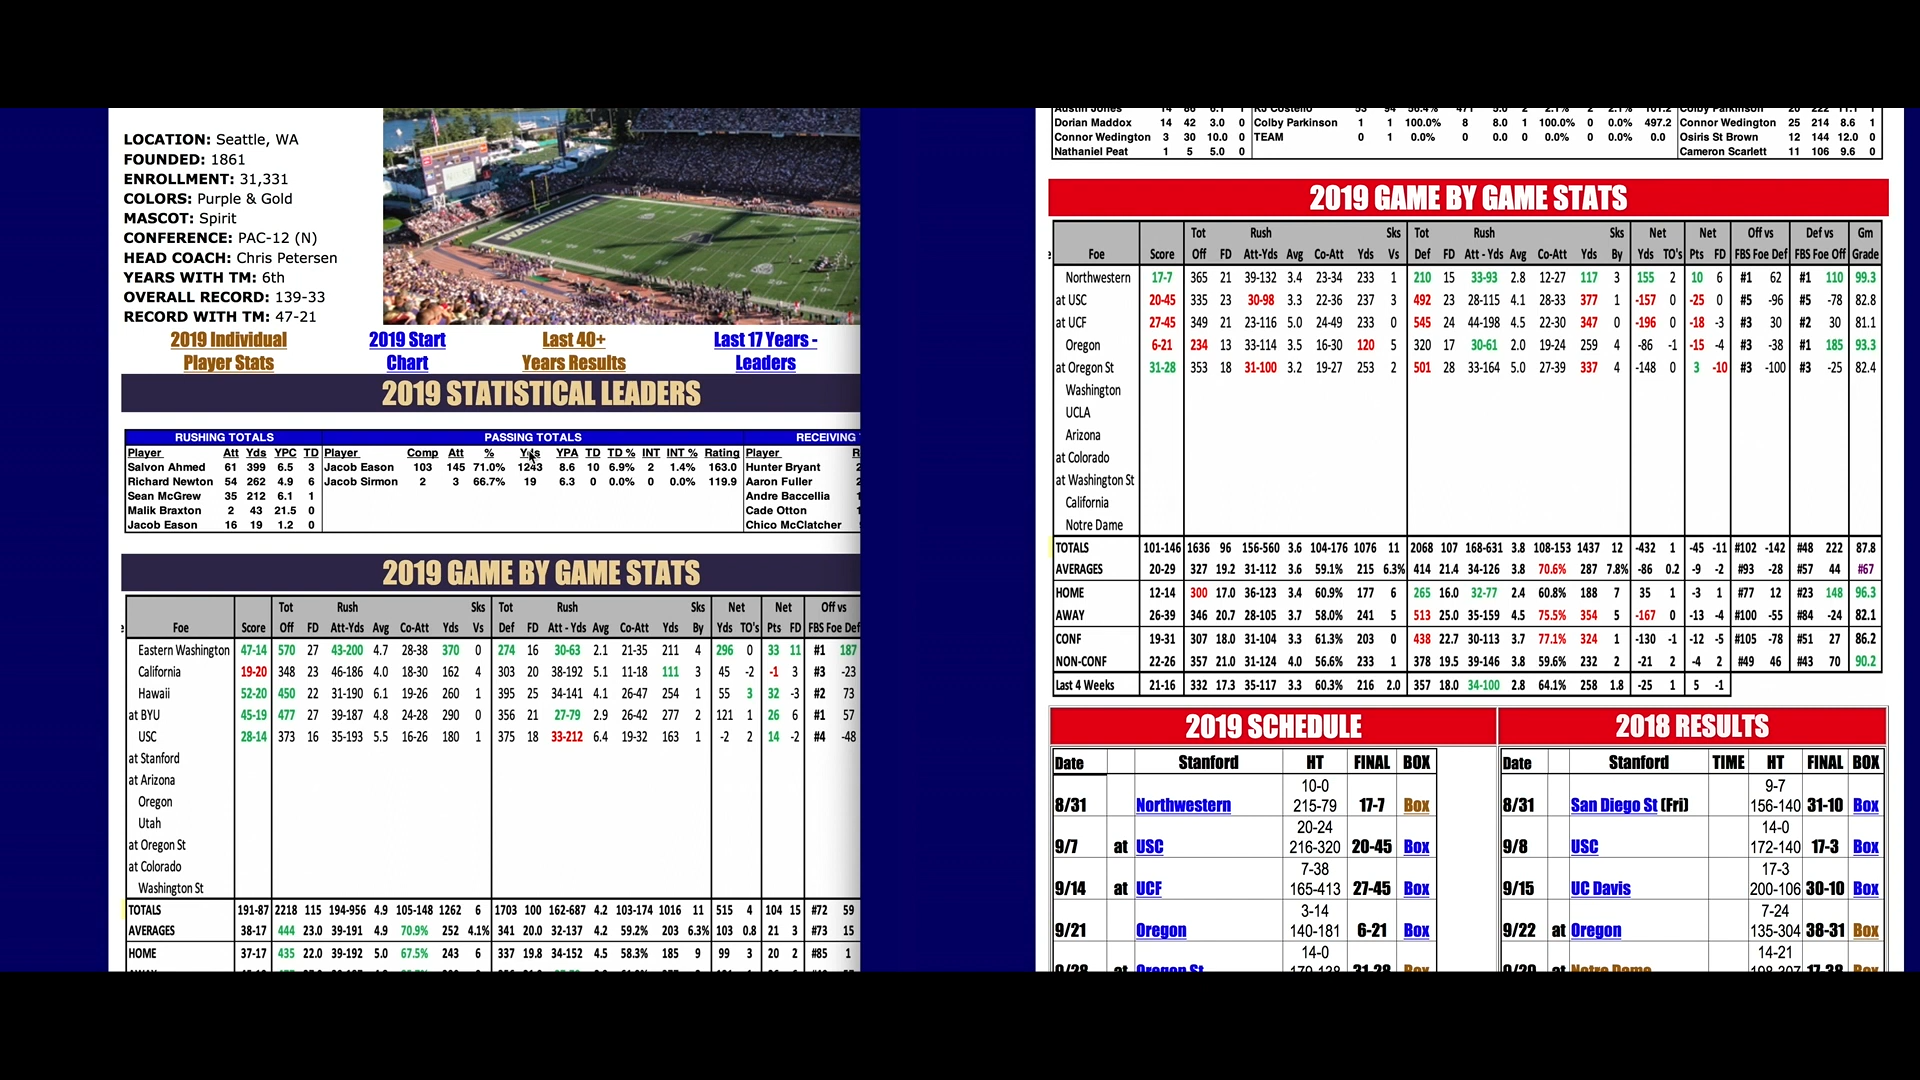 LOCATION: Seattle, WA
FOUNDED: 1861
ENROLLMENT: 31,331
COLORS: Purple & Gold
MASCOT: Spirit
CONFERENCE: PAC-12 (N)
HEAD COACH: Chris Petersen
YEARS WITH TM: 6th
OVERALL RECORD: 139-33
RECORD WITH TM: 47-21
2019 Individual Player Stats
2019 Start Chart
Last 40+ Years Results
Last 17 Years - Leaders
2019 STATISTICAL LEADERS
RUSHING TOTALS PASSING TOTALS RECEIVING
Player Att Yds YPC TD Player Comp Att % Yds YPA TD TD % INT INT % Rating Player
Salvon Ahmed 61 399 6.5 3 Jacob Eason 103 145 71.0% 1243 8.6 10 6.9% 2 1.4% 163.0 Hunter Bryant
Richard Newton 54 262 4.9 6 Jacob Sirmon 2 3 66.7% 19 6.3 0 0.0% 0 0.0% 119.9 Aaron Fuller
Sean McGrew 35 212 6.1 1 Andre Baccellia
Malik Braxton 2 43 21.5 0 Cade Otton
Jacob Eason 16 19 1.2 0 Chico McClatcher
2019 GAME BY GAME STATS
Tot Rush Sks Tot Rush Sks Net Net Off vs
Foe Score Off FD Att-Yds Avg Co-Att Yds Vs Def FD Att - Yds Avg Co-Att Yds By Yds TO's Pts FD FBS Foe Def
Eastern Washington 47-14 570 27 43-200 4.7 28-38 370 0 274 16 30-63 2.1 21-35 211 4 296 0 33 11 #1 187
California 19-20 348 23 46-186 4.0 18-30 162 4 303 20 38-192 5.1 11-18 111 3 45 -2 -1 3 #3 -23
Hawaii 52-20 450 22 31-190 6.1 19-26 260 1 395 25 34-141 4.1 26-47 254 1 55 3 32 -3 #2 73
at BYU 45-19 477 27 39-187 4.8 24-28 290 0 356 21 27-79 2.9 26-42 277 2 121 1 26 6 #1 57
USC 28-14 373 16 35-193 5.5 16-26 180 1 375 18 33-212 6.4 19-32 163 1 -2 2 14 -2 #4 -48
at Stanford
at Arizona
Oregon
Utah
at Oregon St
at Colorado
Washington St
TOTALS 191-87 2218 115 194-956 4.9 105-148 1262 6 1703 100 162-687 4.2 103-174 1016 11 515 4 104 15 #72 59
AVERAGES 38-17 444 23.0 39-191 4.9 70.9% 252 4.1% 341 20.0 32-137 4.2 59.2% 203 6.3% 103 0.8 21 3 #73 15
HOME 37-17 435 22.0 39-192 5.0 67.5% 243 6 337 19.8 34-152 4.5 58.3% 185 9 99 3 20 2 #85 1
Dorian Maddox 14 42 3.0 0 Colby Parkinson 1 1 100.0% 8 8.0 1 100.0% 0 0.0% 497.2 Connor Wedington 25 214 8.6 1
Connor Wedington 3 30 10.0 0 TEAM 0 1 0.0% 0 0.0 0 0.0% 0 0.0% 0.0 Osiris St Brown 12 144 12.0 0
Nathaniel Peat 1 5 5.0 0 Cameron Scarlett 11 106 9.6 0
2019 GAME BY GAME STATS
Tot Rush Sks Tot Rush Sks Net Net Off vs Def vs Gm
Foe Score Off FD Att-Yds Avg Co-Att Yds Vs Def FD Att - Yds Avg Co-Att Yds By Yds TO's Pts FD FBS Foe Def FBS Foe Off Grade
Northwestern 17-7 365 21 39-132 3.4 23-34 233 1 210 15 33-93 2.8 12-27 117 3 155 2 10 6 #1 62 #1 110 99.3
at USC 20-45 335 23 30-98 3.3 22-36 237 3 492 23 28-115 4.1 28-33 377 1 -157 0 -25 0 #5 -96 #5 -78 82.8
at UCF 27-45 349 21 23-116 5.0 24-49 233 0 545 24 44-198 4.5 22-30 347 0 -196 0 -18 -3 #3 30 #2 30 81.1
Oregon 6-21 234 13 33-114 3.5 16-30 120 5 320 17 30-61 2.0 19-24 259 4 -86 -1 -15 -4 #3 -38 #1 185 93.3
at Oregon St 31-28 353 18 31-100 3.2 19-27 253 2 501 28 33-164 5.0 27-39 337 4 -148 0 3 -10 #3 -100 #3 -25 82.4
Washington
UCLA
Arizona
at Colorado
at Washington St
California
Notre Dame
TOTALS 101-146 1636 96 156-560 3.6 104-176 1076 11 2068 107 168-631 3.8 108-153 1437 12 -432 1 -45 -11 #102 -142 #48 222 87.8
AVERAGES 20-29 327 19.2 31-112 3.6 59.1% 215 6.3% 414 21.4 34-126 3.8 70.6% 287 7.8% -86 0.2 -9 -2 #93 -28 #57 44 #67
HOME 12-14 300 17.0 36-123 3.4 60.9% 177 6 265 16.0 32-77 2.4 60.8% 188 7 35 1 -3 1 #77 12 #23 148 96.3
AWAY 26-39 346 20.7 28-105 3.7 58.0% 241 5 513 25.0 35-159 4.5 75.5% 354 5 -167 0 -13 -4 #100 -55 #84 -24 82.1
CONF 19-31 307 18.0 31-104 3.3 61.3% 203 0 438 22.7 30-113 3.7 77.1% 324 1 -130 -1 -12 -5 #105 -78 #51 27 86.2
NON-CONF 22-26 357 21.0 31-124 4.0 56.6% 233 1 378 19.5 39-146 3.8 59.6% 232 2 -21 2 -4 2 #49 46 #43 70 90.2
Last 4 Weeks 21-16 332 17.3 35-117 3.3 60.3% 216 2.0 357 18.0 34-100 2.8 64.1% 258 1.8 -25 1 5 -1
2019 SCHEDULE 2018 RESULTS
Date Stanford HT FINAL BOX Date Stanford TIME HT FINAL BOX
10-0 9-7
8/31 Northwestern 215-79 17-7 Box 8/31 San Diego St (Fri) 156-140 31-10 Box
20-24 14-0
9/7 at USC 216-320 20-45 Box 9/8 USC 172-140 17-3 Box
7-38 17-3
9/14 at UCF 165-413 27-45 Box 9/15 UC Davis 200-106 30-10 Box
3-14 7-24
9/21 Oregon 140-181 6-21 Box 9/22 at Oregon 135-304 38-31 Box
14-0 14-21